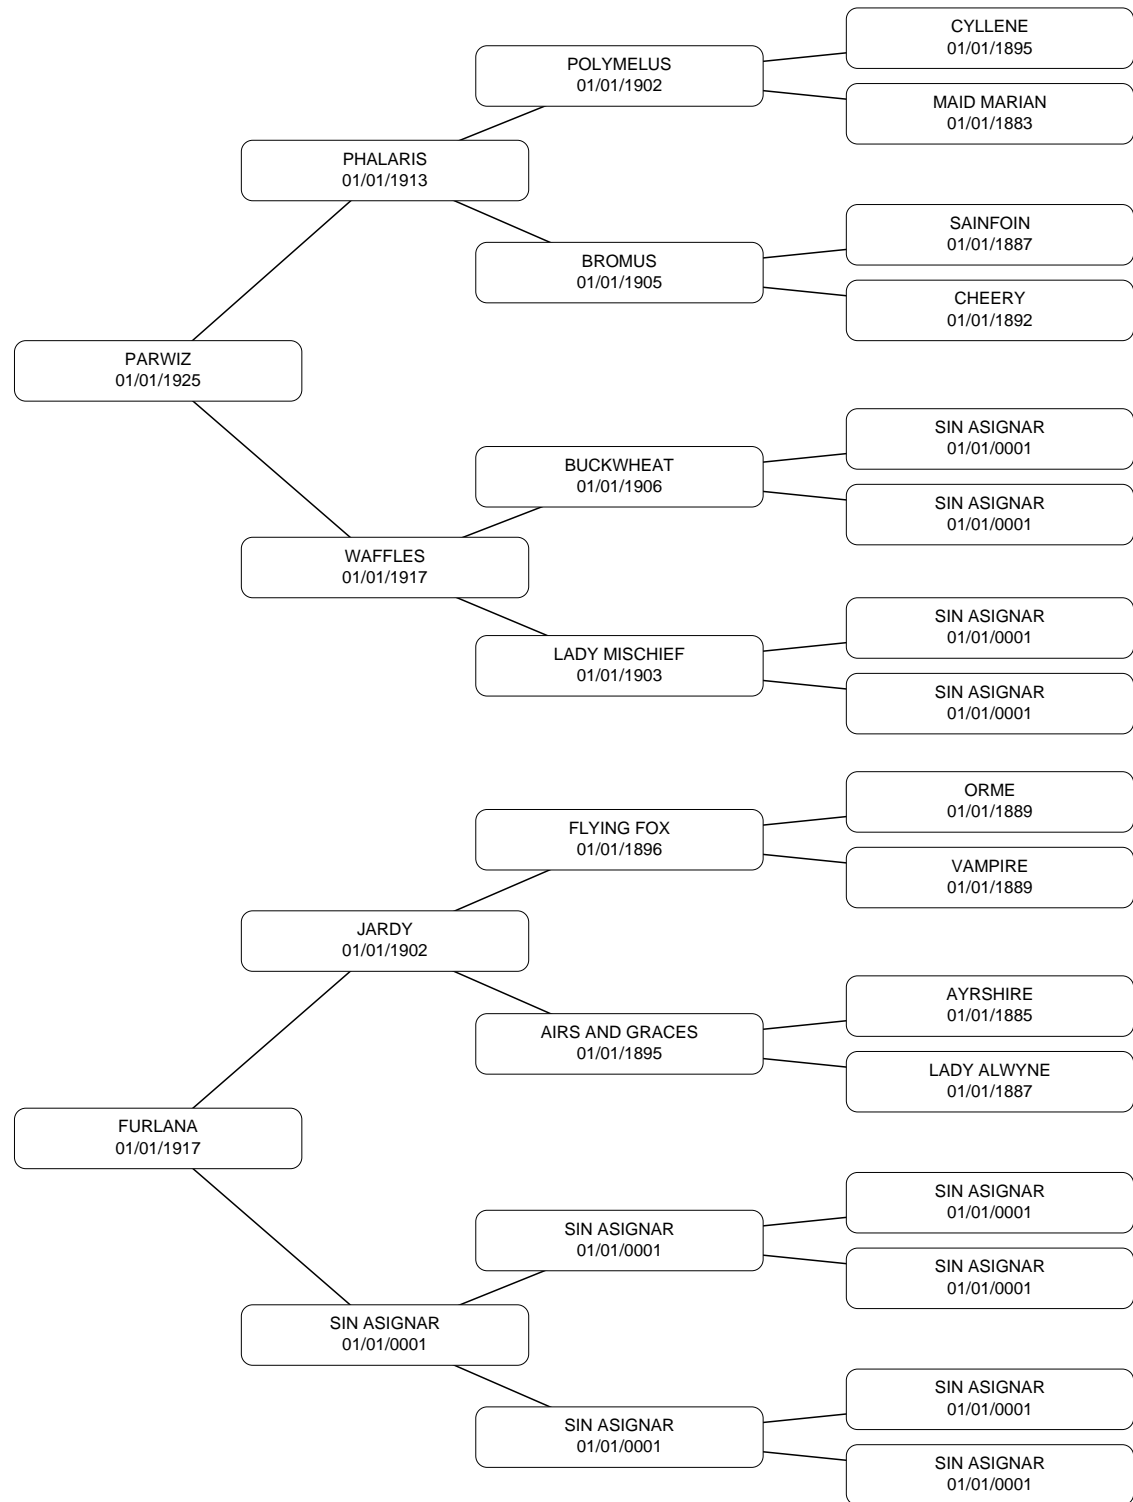 CYLLENE
01/01/1895
POLYMELUS
01/01/1902
MAID MARIAN
01/01/1883
PHALARIS
01/01/1913
SAINFOIN
01/01/1887
BROMUS
01/01/1905
CHEERY
01/01/1892
PARWIZ
01/01/1925
SIN ASIGNAR
01/01/0001
BUCKWHEAT
01/01/1906
SIN ASIGNAR
01/01/0001
WAFFLES
01/01/1917
SIN ASIGNAR
01/01/0001
LADY MISCHIEF
01/01/1903
SIN ASIGNAR
01/01/0001
ORME
01/01/1889
FLYING FOX
01/01/1896
VAMPIRE
01/01/1889
JARDY
01/01/1902
AYRSHIRE
01/01/1885
AIRS AND GRACES
01/01/1895
LADY ALWYNE
01/01/1887
FURLANA
01/01/1917
SIN ASIGNAR
01/01/0001
SIN ASIGNAR
01/01/0001
SIN ASIGNAR
01/01/0001
SIN ASIGNAR
01/01/0001
SIN ASIGNAR
01/01/0001
SIN ASIGNAR
01/01/0001
SIN ASIGNAR
01/01/0001